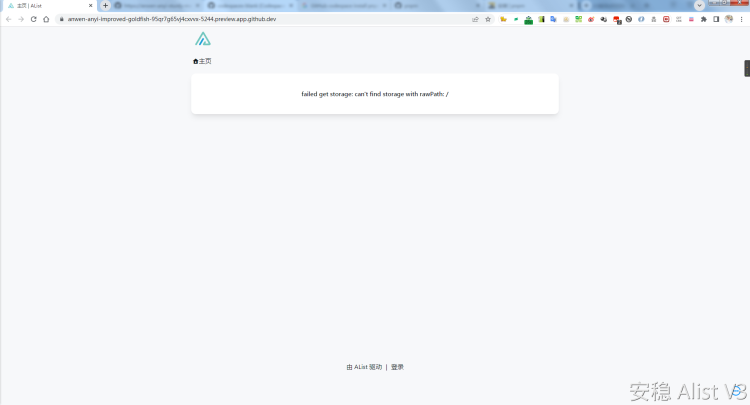 主页 | AList
anwen-anyi-improved-goldfish-95qr7g65vj4cxvvx-5244.preview.app.github.dev
主页
failed get storage: can't find storage with rawPath: /
由 AList 驱动 | 登录
安稳 Alist V3